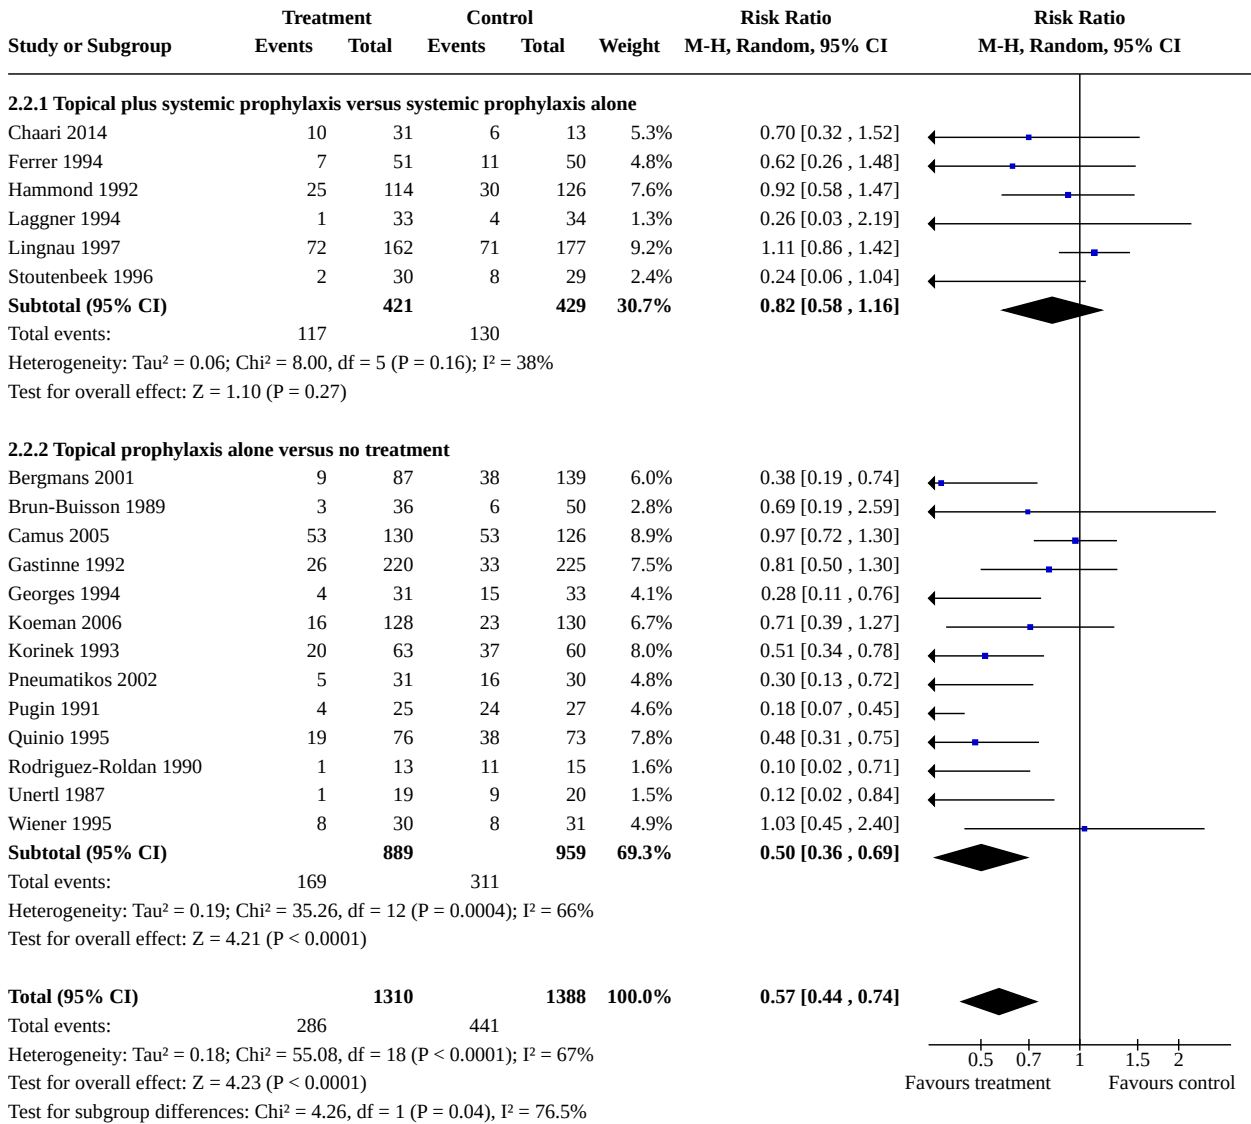 Treatment Control Risk Ratio Risk Ratio
Study or Subgroup Events Total Events Total Weight M-H, Random, 95% CI M-H, Random, 95% CI
2.2.1 Topical plus systemic prophylaxis versus systemic prophylaxis alone
Chaari 2014 10 31 6 13 5.3% 0.70 [0.32 , 1.52]
Ferrer 1994 7 51 11 50 4.8% 0.62 [0.26 , 1.48]
Hammond 1992 25 114 30 126 7.6% 0.92 [0.58 , 1.47]
Laggner 1994 1 33 4 34 1.3% 0.26 [0.03 , 2.19]
Lingnau 1997 72 162 71 177 9.2% 1.11 [0.86 , 1.42]
Stoutenbeek 1996 2 30 8 29 2.4% 0.24 [0.06 , 1.04]
Subtotal (95% CI) 421 429 30.7% 0.82 [0.58 , 1.16]
Total events: 117 130
Heterogeneity: Tau² = 0.06; Chi² = 8.00, df = 5 (P = 0.16); I² = 38%
Test for overall effect: Z = 1.10 (P = 0.27)
2.2.2 Topical prophylaxis alone versus no treatment
Bergmans 2001 9 87 38 139 6.0% 0.38 [0.19 , 0.74]
Brun-Buisson 1989 3 36 6 50 2.8% 0.69 [0.19 , 2.59]
Camus 2005 53 130 53 126 8.9% 0.97 [0.72 , 1.30]
Gastinne 1992 26 220 33 225 7.5% 0.81 [0.50 , 1.30]
Georges 1994 4 31 15 33 4.1% 0.28 [0.11 , 0.76]
Koeman 2006 16 128 23 130 6.7% 0.71 [0.39 , 1.27]
Korinek 1993 20 63 37 60 8.0% 0.51 [0.34 , 0.78]
Pneumatikos 2002 5 31 16 30 4.8% 0.30 [0.13 , 0.72]
Pugin 1991 4 25 24 27 4.6% 0.18 [0.07 , 0.45]
Quinio 1995 19 76 38 73 7.8% 0.48 [0.31 , 0.75]
Rodriguez-Roldan 1990 1 13 11 15 1.6% 0.10 [0.02 , 0.71]
Unertl 1987 1 19 9 20 1.5% 0.12 [0.02 , 0.84]
Wiener 1995 8 30 8 31 4.9% 1.03 [0.45 , 2.40]
Subtotal (95% CI) 889 959 69.3% 0.50 [0.36 , 0.69]
Total events: 169 311
Heterogeneity: Tau² = 0.19; Chi² = 35.26, df = 12 (P = 0.0004); I² = 66%
Test for overall effect: Z = 4.21 (P < 0.0001)
Total (95% CI) 1310 1388 100.0% 0.57 [0.44 , 0.74]
Total events: 286 441
Heterogeneity: Tau² = 0.18; Chi² = 55.08, df = 18 (P < 0.0001); I² = 67%
0.5 0.7 1 1.5 2
Test for overall effect: Z = 4.23 (P < 0.0001) Favours treatment Favours control
Test for subgroup differences: Chi² = 4.26, df = 1 (P = 0.04), I² = 76.5%